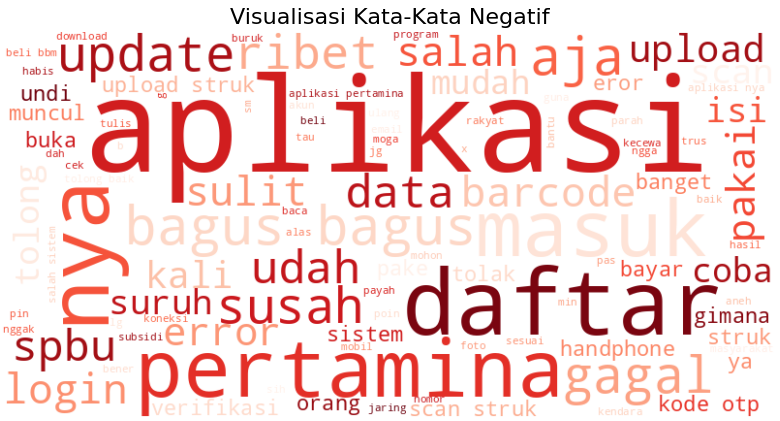 Visualisasi Kata-Kata Negatif
download
buruk
program
beli bbm
update
ribet
salah
aja
upload
habis
upload struk
mudah
eror
scan
undi
aplikasi
aplikasi pertamina
aplikasi nya
muncul
tulis
beli
rakyat
bantu
parah
isi
buka
tau
moga
kecewa
trus
dah
cek
jg
x
ngga
sulit
data
barcode
banget
baik
pakai
tolong
nya
bagus bagus
masuk
baca
alas
hasil
salah sistem
udah
mohon
pas
kali
pake
tolak
bayar
coba
suruh
susah
payah
daftar
min
aneh
pin
koneksi
poin
gimana
nggak
error
sistem
sesuai
struk
spbu
subsidi
mobil
foto
handphone
bener
pertamina
gagal
ya
login
verifikasi
orang
jaring
nomor
scan struk
kendara
kode otp